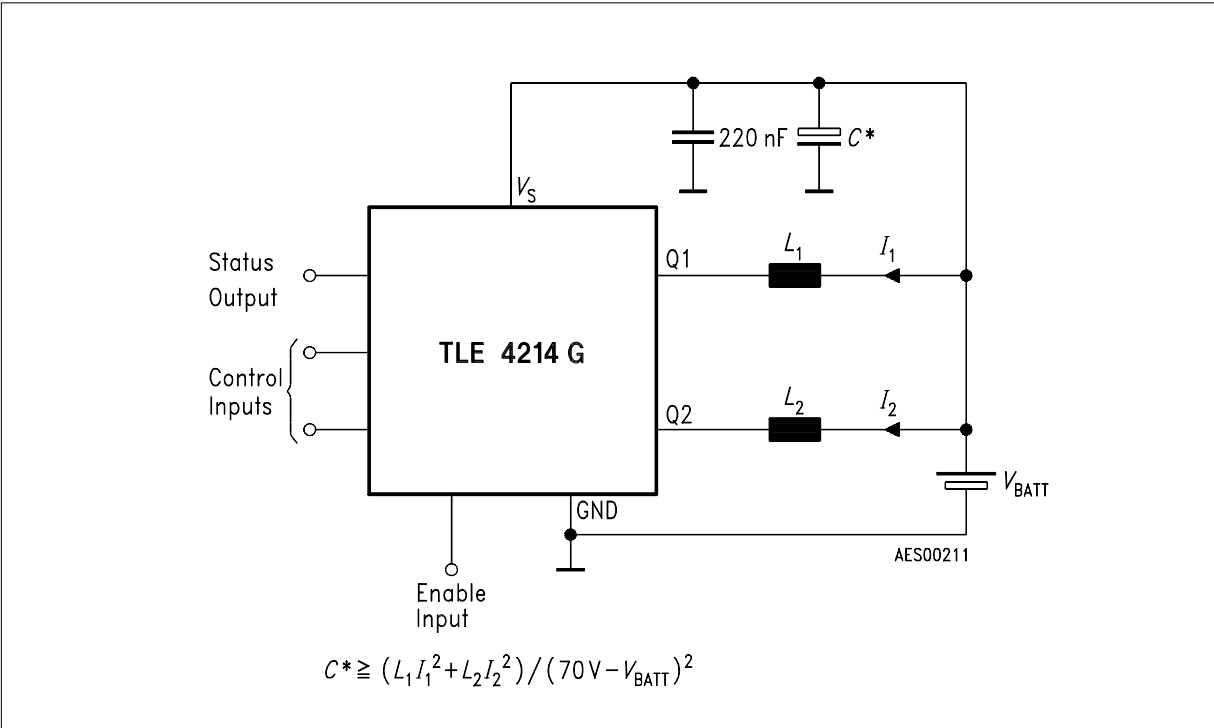 220 nF
C*
V_S
Status
Output
Q1
L_1
I_1
TLE 4214 G
Control
Inputs
Q2
L_2
I_2
V_BATT
GND
AES00211
Enable
Input
C* ≧ (L_1I_1^2+L_2I_2^2)/(70V−V_BATT)^2